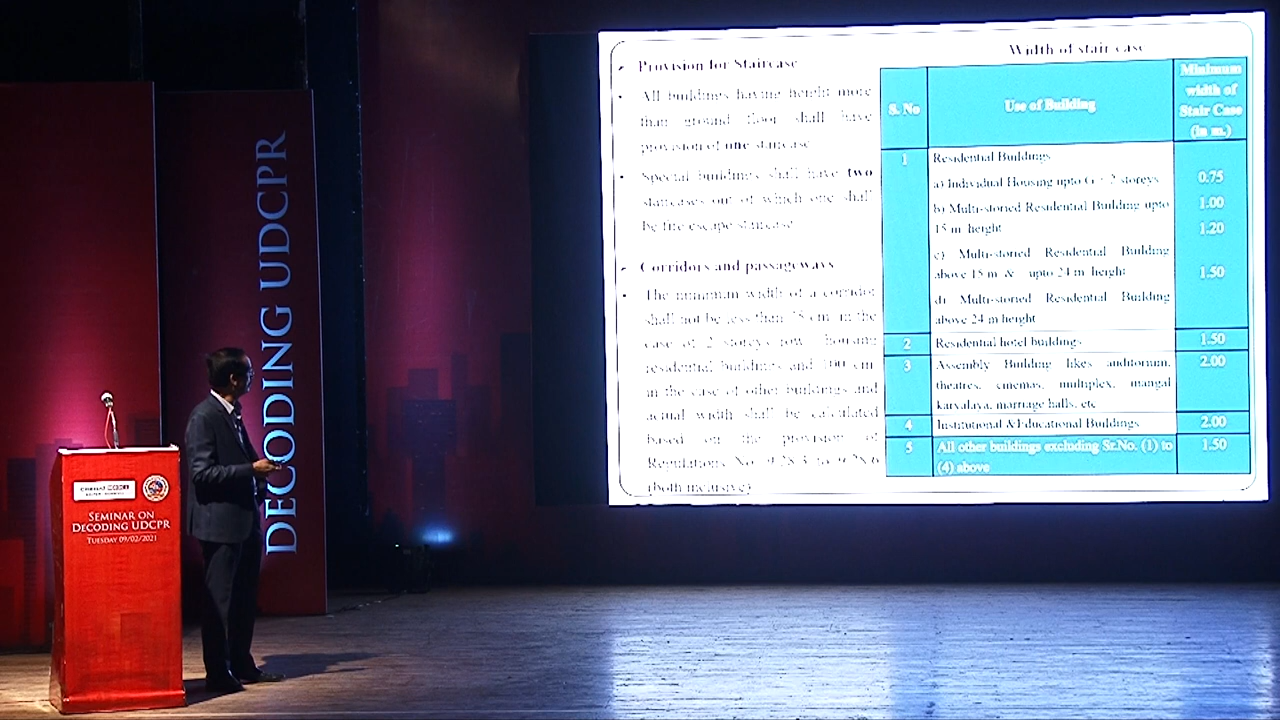 DECODING UDCPR
SEMINAR ON
DECODING UDCPR
TUESDAY 09/02/2021
Provision for Staircase
All buildings having height more
than ground floor shall have
provision of one staircase
Special buildings shall have two
staircases out of which one shall
be fire escape staircase
Corridors and passageways
The minimum width of a corridor
shall not be less than 75 cm in the
case of 2 storeys row housing
residential buildings and 100 cm
in the case of other buildings and
actual width shall be calculated
based on the provision of
Regulations No.
(both inclusive)
Width of stair case
S. No
Use of Building
Minimum
width of
Stair Case
(in m.)
1
Residential Buildings
a) Individual Housing upto G + 2 storeys
0.75
b) Multi-storied Residential Building upto
1.00
15 m height
1.20
c) Multi-storied Residential Building
above 15 m & upto 24 m height
1.50
d) Multi-storied Residential Building
above 24 m height
2
Residential hotel buildings
1.50
3
Assembly Building likes auditorium,
2.00
theatres, cinemas, multiplex, mangal
karyalaya, marriage halls, etc
4
Institutional & Educational Buildings
2.00
5
All other buildings excluding Sr.No. (1) to
1.50
(4) above